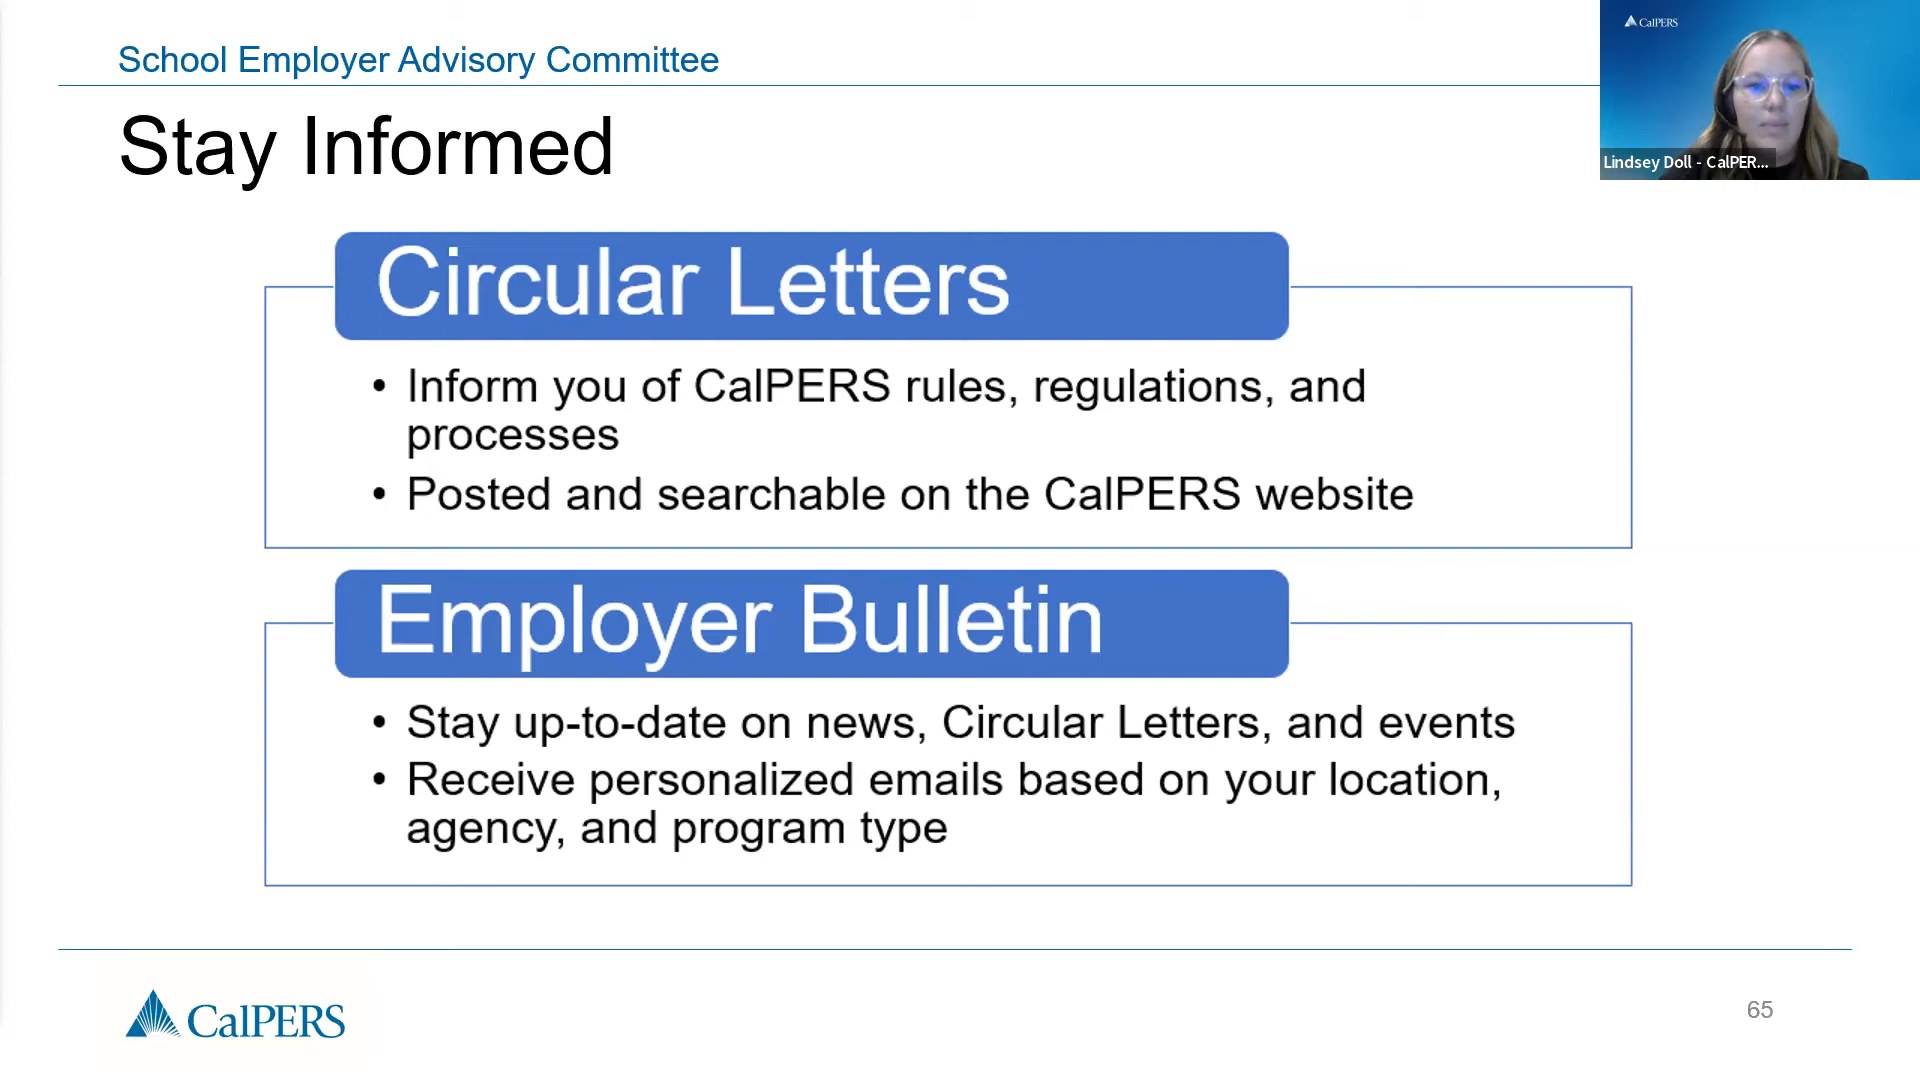 School Employer Advisory Committee
CalPERS
Lindsey Doll - CalPER...
Stay Informed
Circular Letters
• Inform you of CalPERS rules, regulations, and
processes
• Posted and searchable on the CalPERS website
Employer Bulletin
• Stay up-to-date on news, Circular Letters, and events
• Receive personalized emails based on your location,
agency, and program type
CalPERS
65